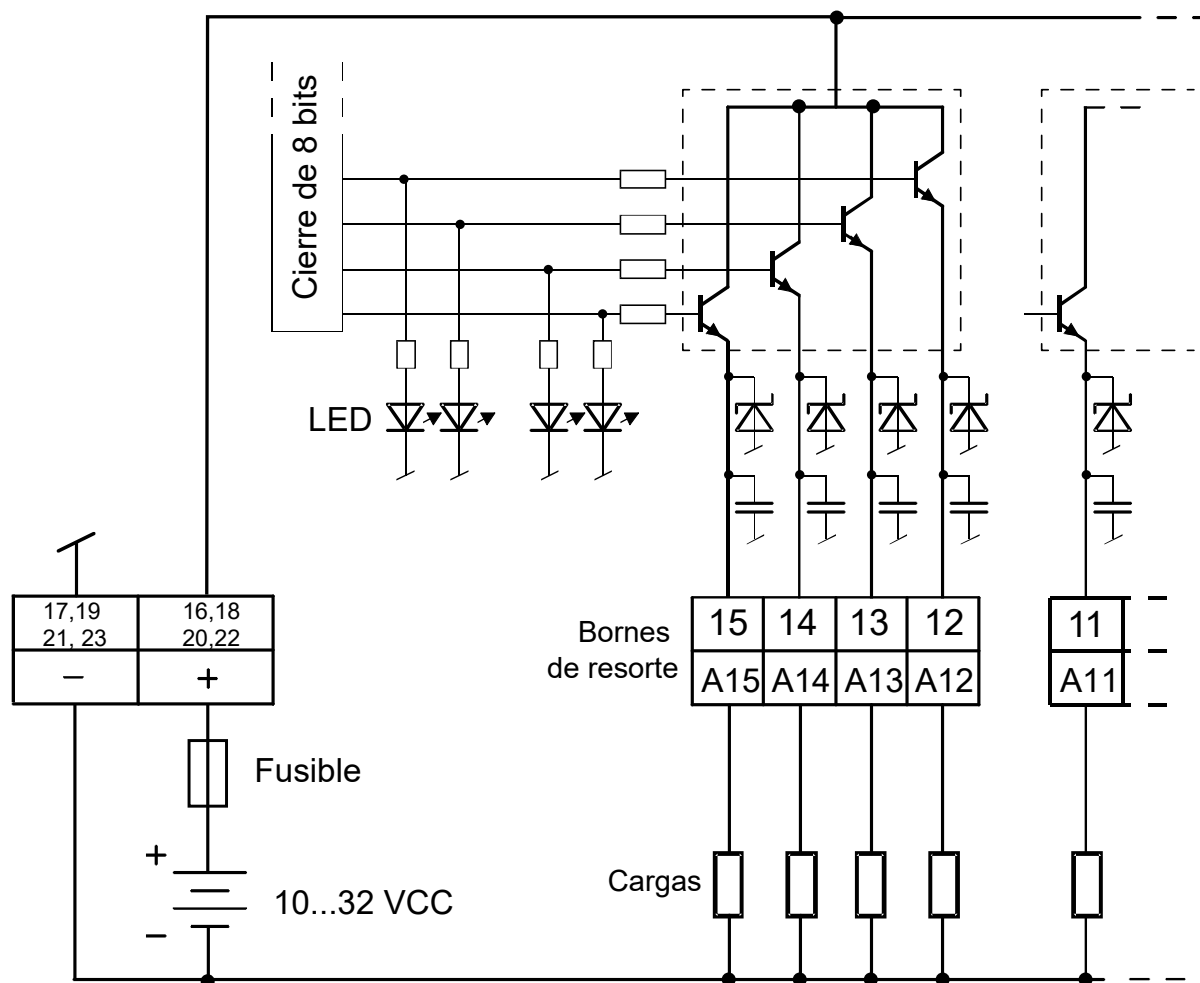 Cierre de 8 bits
LED
17,19
21, 23
16,18
20,22
−
+
Fusible
+
10...32 VCC
−
Bornes
de resorte
15
14
13
12
11
A15
A14
A13
A12
A11
Cargas